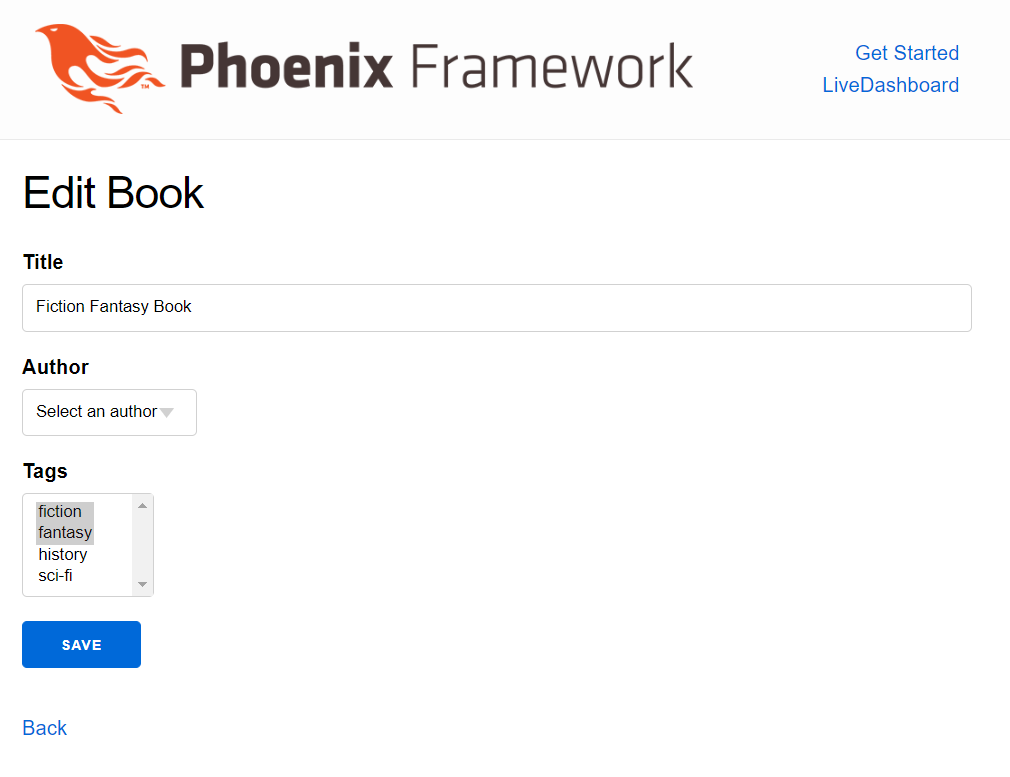 Phoenix Framework
TM
Get Started
LiveDashboard
Edit Book
Title
Fiction Fantasy Book
Author
Select an author
Tags
fiction
fantasy
history
sci-fi
SAVE
Back